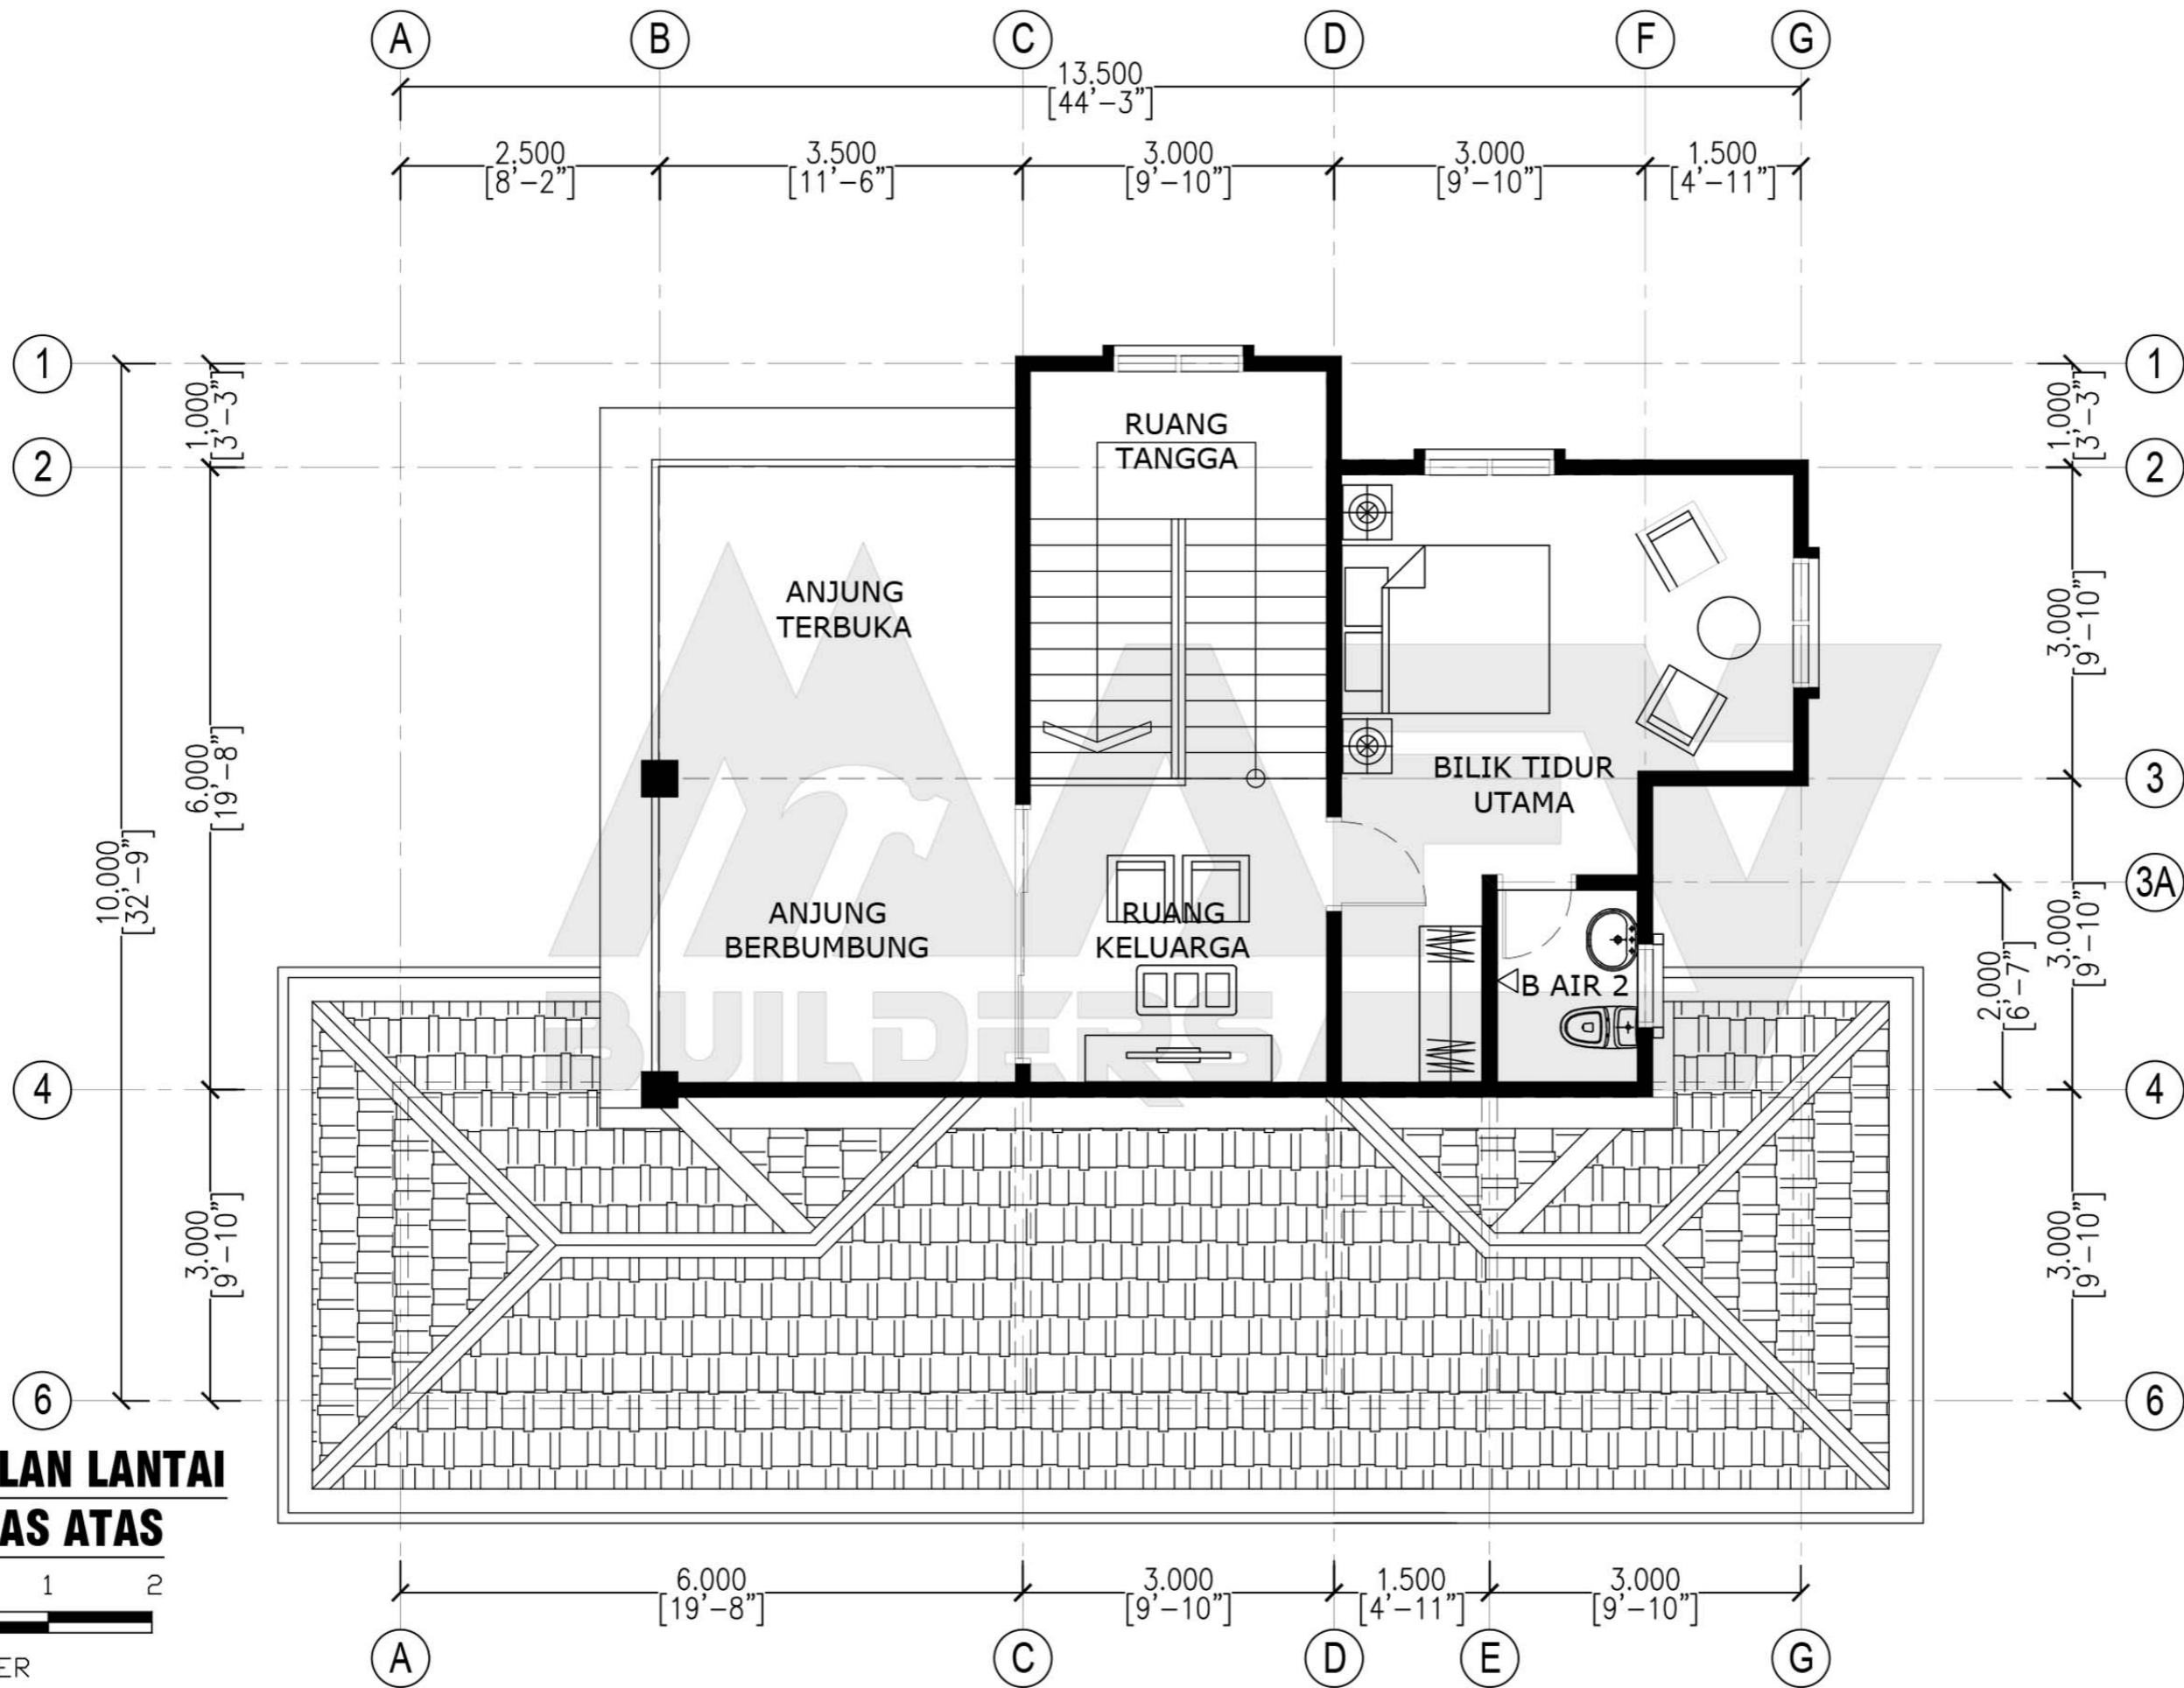 A B C D F G
13.500
[44'-3"]
2.500 3.500 3.000 3.000 1.500
[8'-2"] [11'-6"] [9'-10"] [9'-10"] [4'-11"]
1 1
1.000 1.000
[3'-3"] [3'-3"]
2 2
RUANG
TANGGA
ANJUNG
TERBUKA
3.000
[9'-10"]
BILIK TIDUR
UTAMA
3
6.000
[19'-8"]
10.000
[32'-9"]
3A
ANJUNG
BERBUMBUNG
RUANG
KELUARGA
B AIR 2
3.000
[9'-10"]
2.000
[6'-7"]
MATV
BUILDERS
4 4
3.000 3.000
[9'-10"] [9'-10"]
6 6
LAN LANTAI
AS ATAS
1 2
ER
6.000 3.000 1.500 3.000
[19'-8"] [9'-10"] [4'-11"] [9'-10"]
A C D E G